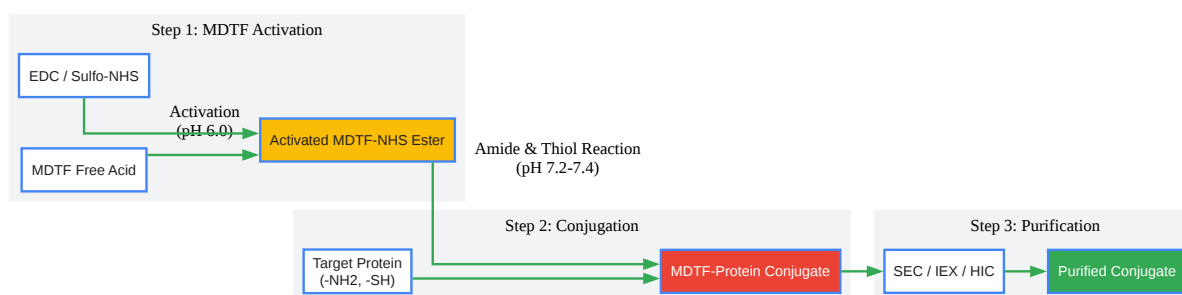 Step 1: MDTF Activation
EDC / Sulfo-NHS
Activation
(pH 6.0)
Activated MDTF-NHS Ester
MDTF Free Acid
Amide & Thiol Reaction
(pH 7.2-7.4)
Step 2: Conjugation
Target Protein
(-NH2, -SH)
MDTF-Protein Conjugate
Step 3: Purification
SEC / IEX / HIC
Purified Conjugate